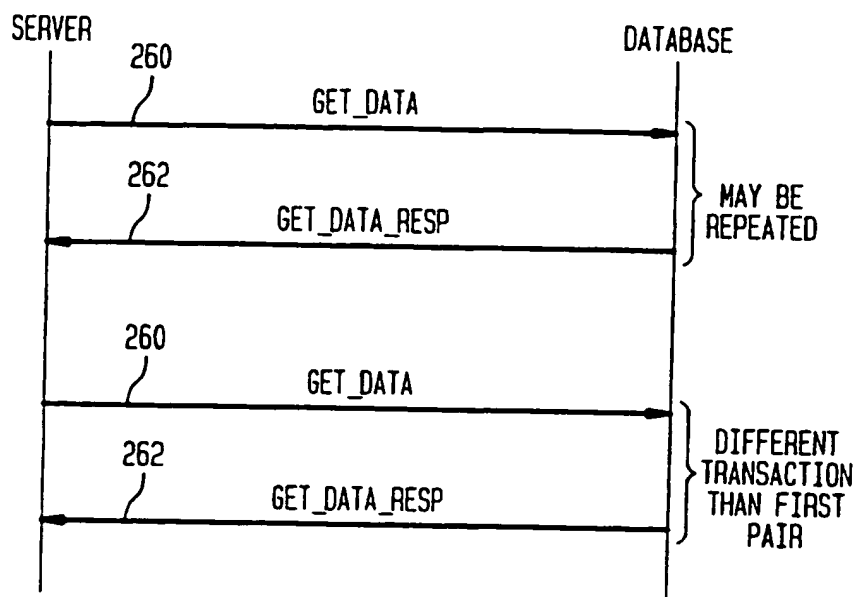 SERVER
DATABASE
260
GET_DATA
262
GET_DATA_RESP
MAY BE
REPEATED
260
GET_DATA
262
GET_DATA_RESP
DIFFERENT
TRANSACTION
THAN FIRST
PAIR